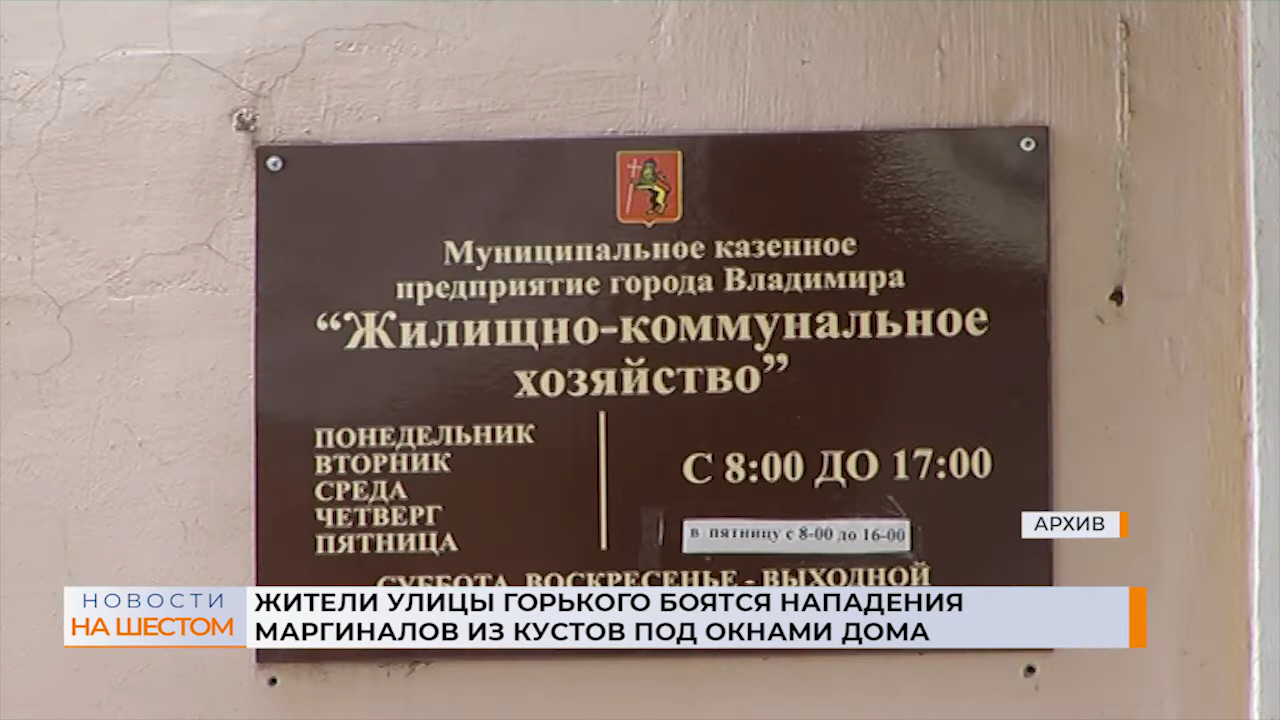 Муниципальное казенное
предприятие города Владимира
“Жилищно-коммунальное
хозяйство”
ПОНЕДЕЛЬНИК
ВТОРНИК
СРЕДА
ЧЕТВЕРГ
ПЯТНИЦА
С 8:00 ДО 17:00
в пятницу с 8-00 до 16-00
СУББОТА, ВОСКРЕСЕНЬЕ - ВЫХОДНОЙ
АРХИВ
НОВОСТИ
НА ШЕСТОМ
ЖИТЕЛИ УЛИЦЫ ГОРЬКОГО БОЯТСЯ НАПАДЕНИЯ
МАРГИНАЛОВ ИЗ КУСТОВ ПОД ОКНАМИ ДОМА